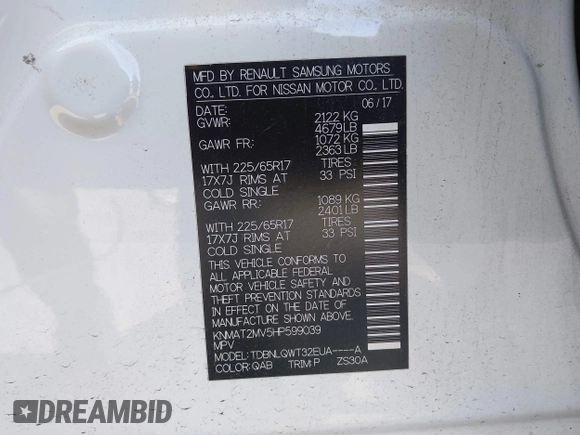 MFD BY RENAULT SAMSUNG MOTORS
CO., LTD. FOR NISSAN MOTOR CO., LTD.
DATE: 06/17
GVWR: 2122 KG
4679LB
GAWR FR: 1072 KG
2363LB
WITH 225/65R17 TIRES
17X7J RIMS AT 33 PSI
COLD SINGLE
GAWR RR: 1089 KG
2401LB
WITH 225/65R17 TIRES
17X7J RIMS AT 33 PSI
COLD SINGLE
THIS VEHICLE CONFORMS TO
ALL APPLICABLE FEDERAL
MOTOR VEHICLE SAFETY AND
THEFT PREVENTION STANDARDS IN
EFFECT ON THE DATE OF
MANUFACTURE SHOWN ABOVE.
KNMAT2MV5HP599039
MPV
MODEL: TDBNLQWT32EUA----A
COLOR: QAB TRIM: P ZS30A
DREAMBID